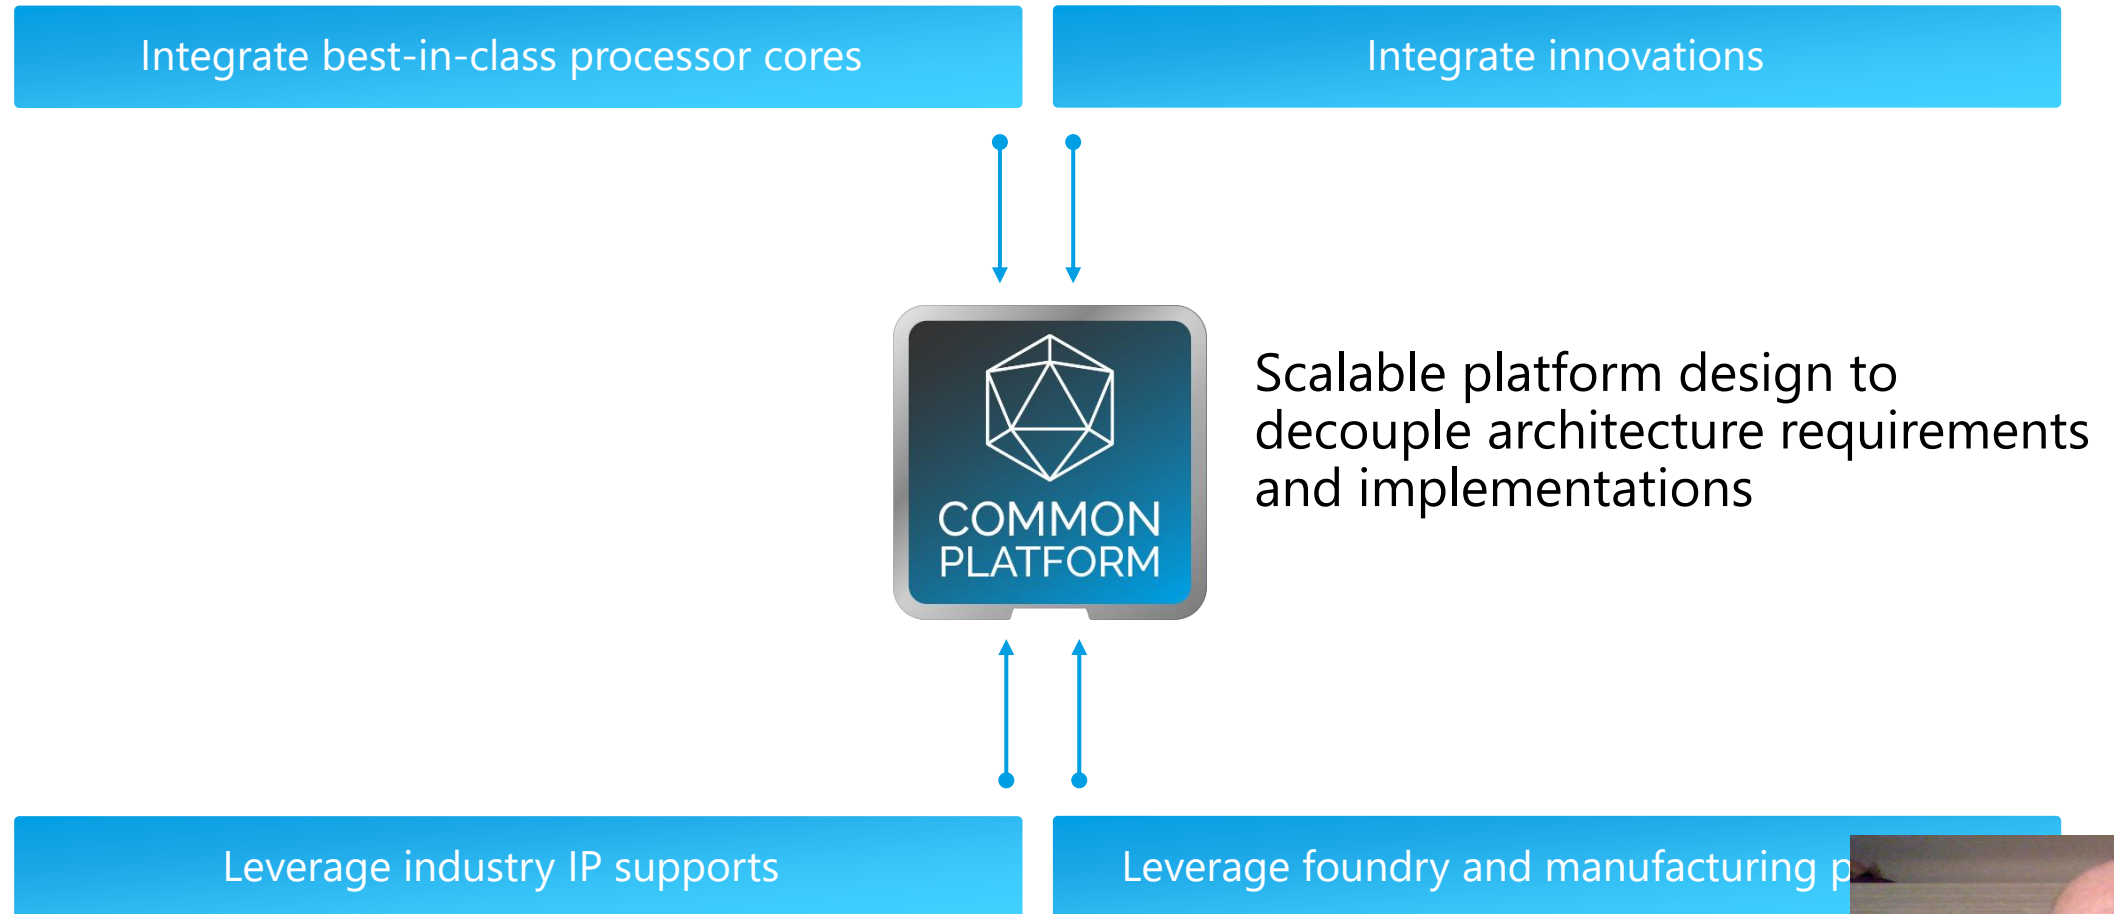 Integrate best-in-class processor cores
Integrate innovations
COMMON
PLATFORM
Scalable platform design to
decouple architecture requirements
and implementations
Leverage industry IP supports
Leverage foundry and manufacturing